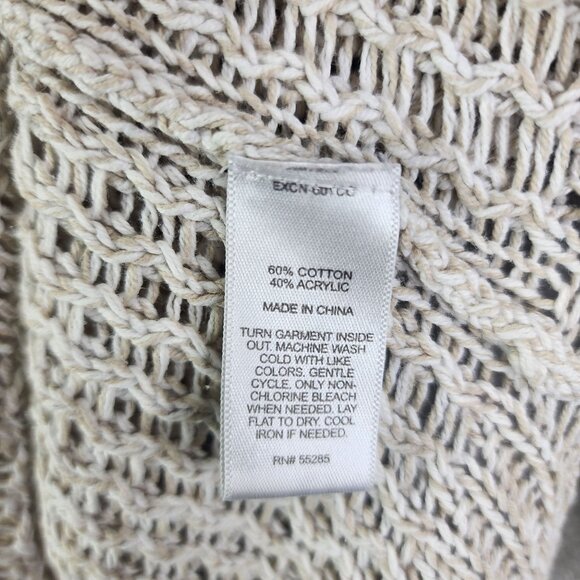 60% COTTON
40% ACRYLIC
MADE IN CHINA
TURN GARMENT INSIDE
OUT. MACHINE WASH
COLD WITH LIKE
COLORS. GENTLE
CYCLE. ONLY NON-
CHLORINE BLEACH
WHEN NEEDED. LAY
FLAT TO DRY. COOL
IRON IF NEEDED.
RN# 55285